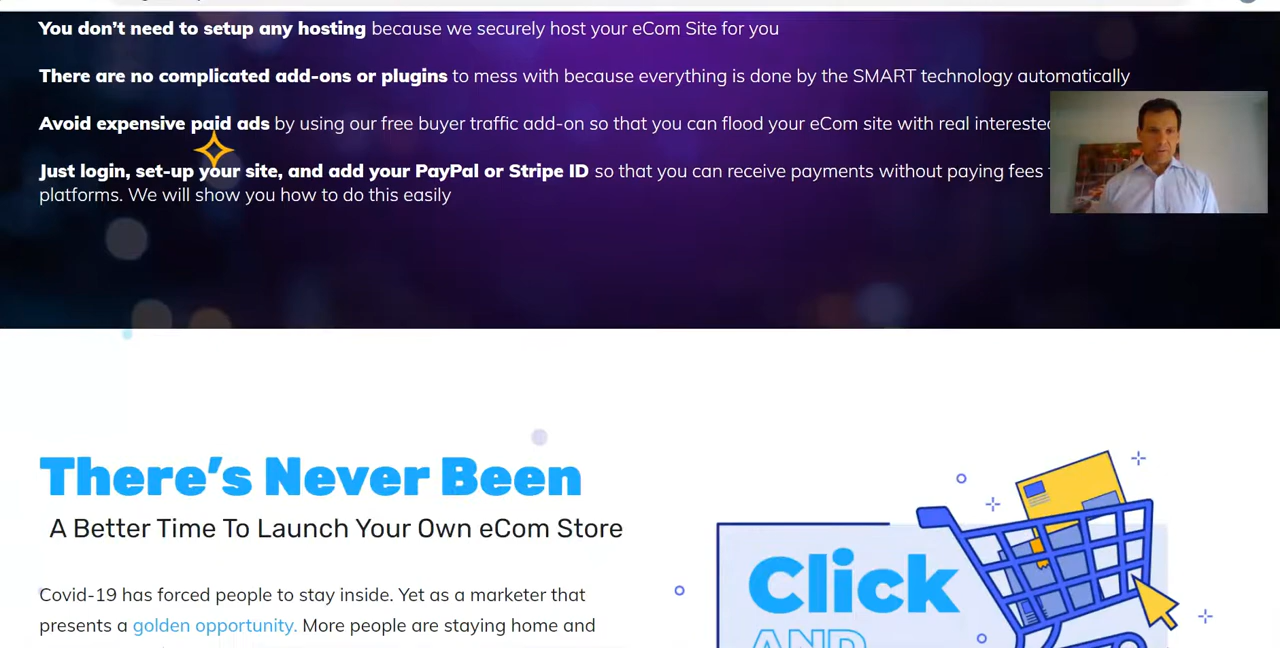 You don’t need to setup any hosting because we securely host your eCom Site for you
There are no complicated add-ons or plugins to mess with because everything is done by the SMART technology automatically
Avoid expensive paid ads by using our free buyer traffic add-on so that you can flood your eCom site with real interested
Just login, set-up your site, and add your PayPal or Stripe ID so that you can receive payments without paying fees
platforms. We will show you how to do this easily
There’s Never Been
A Better Time To Launch Your Own eCom Store
Covid-19 has forced people to stay inside. Yet as a marketer that
presents a golden opportunity. More people are staying home and
Click
AND